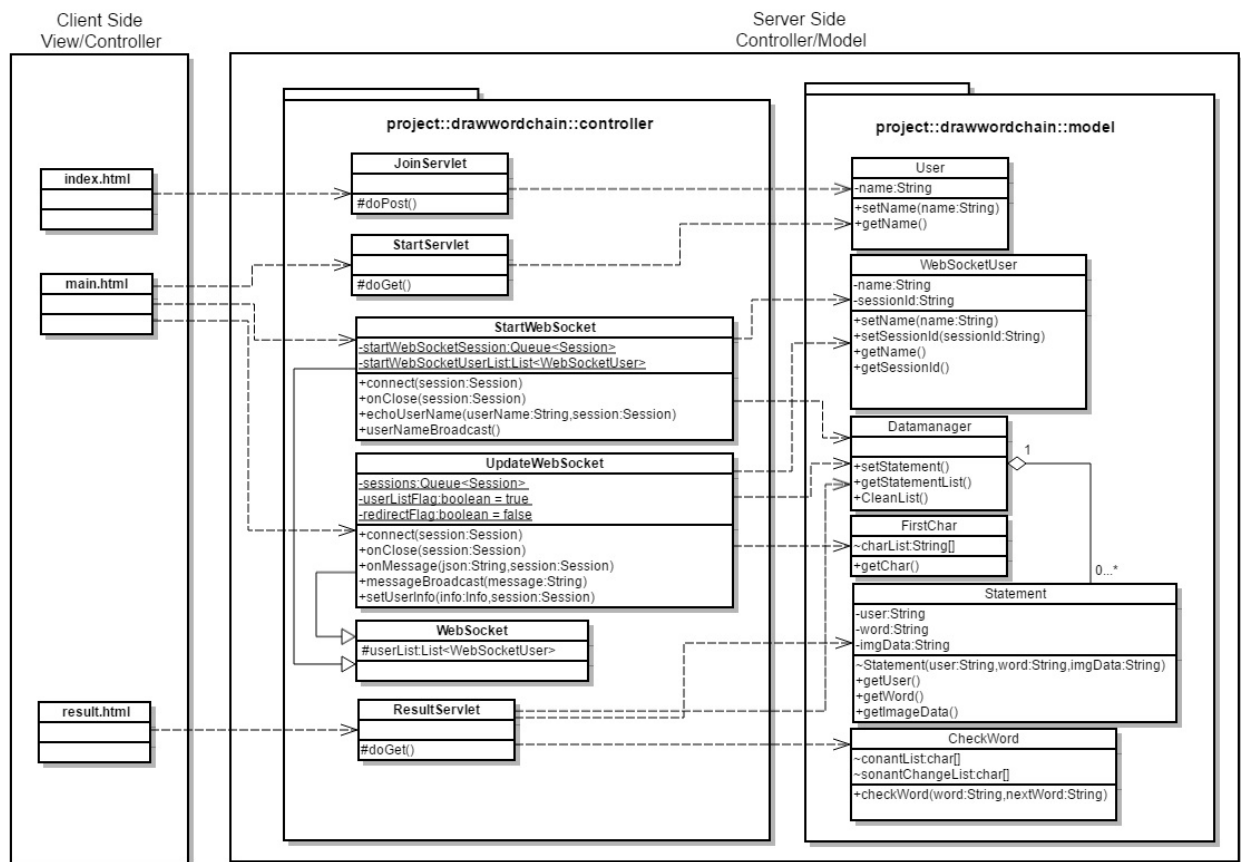 Client Side
View/Controller
Server Side
Controller/Model
index.html
main.html
result.html
project::drawwordchain::controller
JoinServlet
#doPost()
StartServlet
#doGet()
StartWebSocket
-startWebSocketSession:Queue<Session>
-startWebSocketUserList:List<WebSocketUser>
+connect(session:Session)
+onClose(session:Session)
+echoUserName(userName:String,session:Session)
+userNameBroadcast()
UpdateWebSocket
-sessions:Queue<Session>
-userListFlag:boolean = true
-redirectFlag:boolean = false
+connect(session:Session)
+onClose(session:Session)
+onMessage(json:String,session:Session)
+messageBroadcast(message:String)
+setUserInfo(info:Info,session:Session)
WebSocket
#userList:List<WebSocketUser>
ResultServlet
#doGet()
project::drawwordchain::model
User
-name:String
+setName(name:String)
+getName()
WebSocketUser
-name:String
-sessionId:String
+setName(name:String)
+setSessionId(sessionId:String)
+getName()
+getSessionId()
Datamanager
+setStatement()
+getStatementList()
+CleanList()
1
0...*
FirstChar
~charList:String[]
+getChar()
Statement
-user:String
-word:String
-imgData:String
~Statement(user:String,word:String,imgData:String)
+getUser()
+getWord()
+getImageData()
CheckWord
~conantList:char[]
~sonantChangeList:char[]
+checkWord(word:String,nextWord:String)